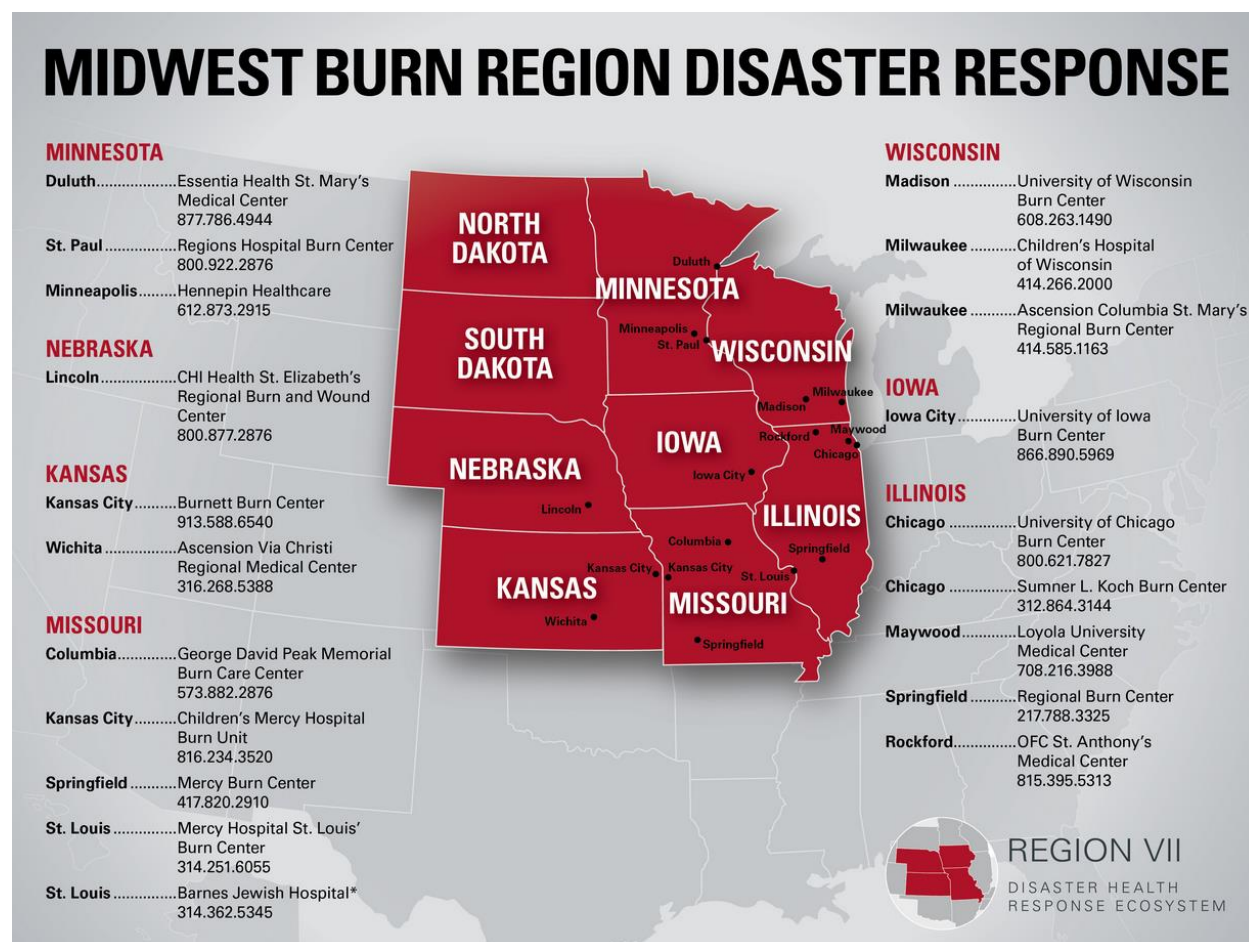 MIDWEST BURN REGION DISASTER RESPONSE
MINNESOTA
Duluth..................Essentia Health St. Mary's
Medical Center
877.786.4944
St. Paul................Regions Hospital Burn Center
800.922.2876
Minneapolis.........Hennepin Healthcare
612.873.2915
NEBRASKA
Lincoln.................CHI Health St. Elizabeth's
Regional Burn and Wound
Center
800.877.2876
KANSAS
Kansas City..........Burnett Burn Center
913.588.6540
Wichita................Ascension Via Christi
Regional Medical Center
316.268.5388
MISSOURI
Columbia.............George David Peak Memorial
Burn Care Center
573.882.2876
Kansas City..........Children's Mercy Hospital
Burn Unit
816.234.3520
Springfield..........Mercy Burn Center
417.820.2910
St. Louis..............Mercy Hospital St. Louis'
Burn Center
314.251.6055
St. Louis..............Barnes Jewish Hospital*
314.362.5345
NORTH
DAKOTA
Duluth
MINNESOTA
SOUTH
DAKOTA
Minneapolis
St. Paul
WISCONSIN
Milwaukee
Madison
IOWA
Rockford
Maywood
Chicago
NEBRASKA
Iowa City
Lincoln
ILLINOIS
Columbia
Springfield
KANSAS
Kansas City
Kansas City
St. Louis
MISSOURI
Wichita
Springfield
WISCONSIN
Madison..............University of Wisconsin
Burn Center
608.263.1490
Milwaukee..........Children's Hospital
of Wisconsin
414.266.2000
Milwaukee..........Ascension Columbia St. Mary's
Regional Burn Center
414.585.1163
IOWA
Iowa City.............University of Iowa
Burn Center
866.890.5969
ILLINOIS
Chicago...............University of Chicago
Burn Center
800.621.7827
Chicago...............Sumner L. Koch Burn Center
312.864.3144
Maywood............Loyola University
Medical Center
708.216.3988
Springfield..........Regional Burn Center
217.788.3325
Rockford..............OFC St. Anthony's
Medical Center
815.395.5313
REGION VII
DISASTER HEALTH
RESPONSE ECOSYSTEM